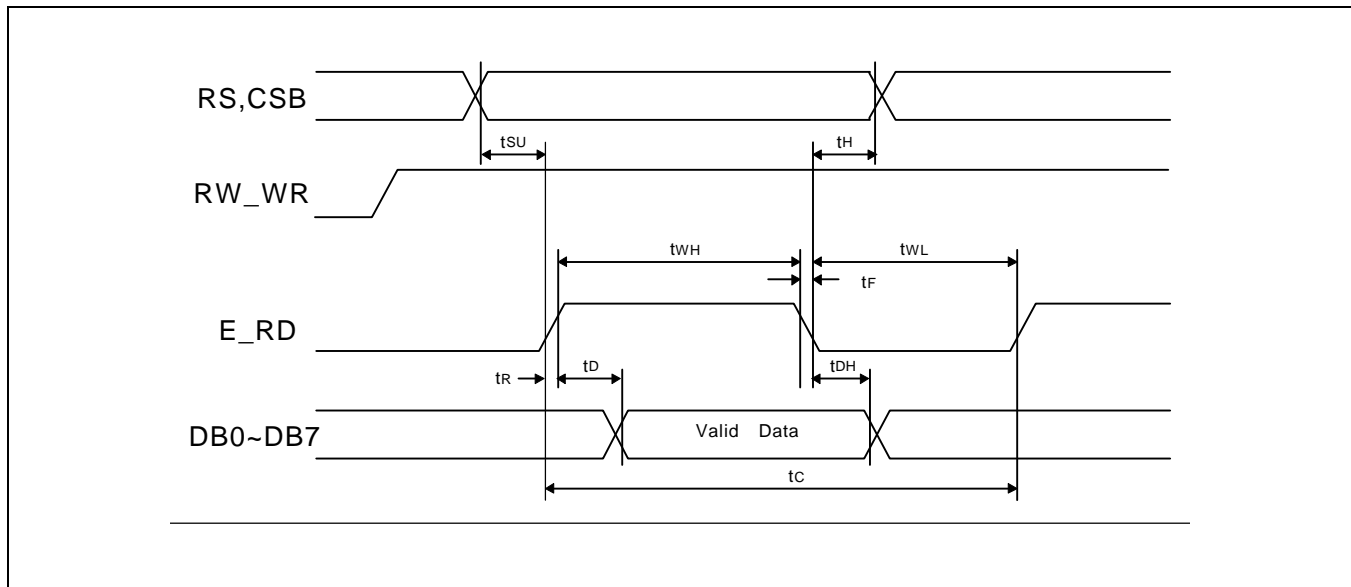 RS,CSB
tSU
tH
RW_WR
tWH
tWL
tF
E_RD
tR
tD
tDH
DB0~DB7
Valid Data
tC